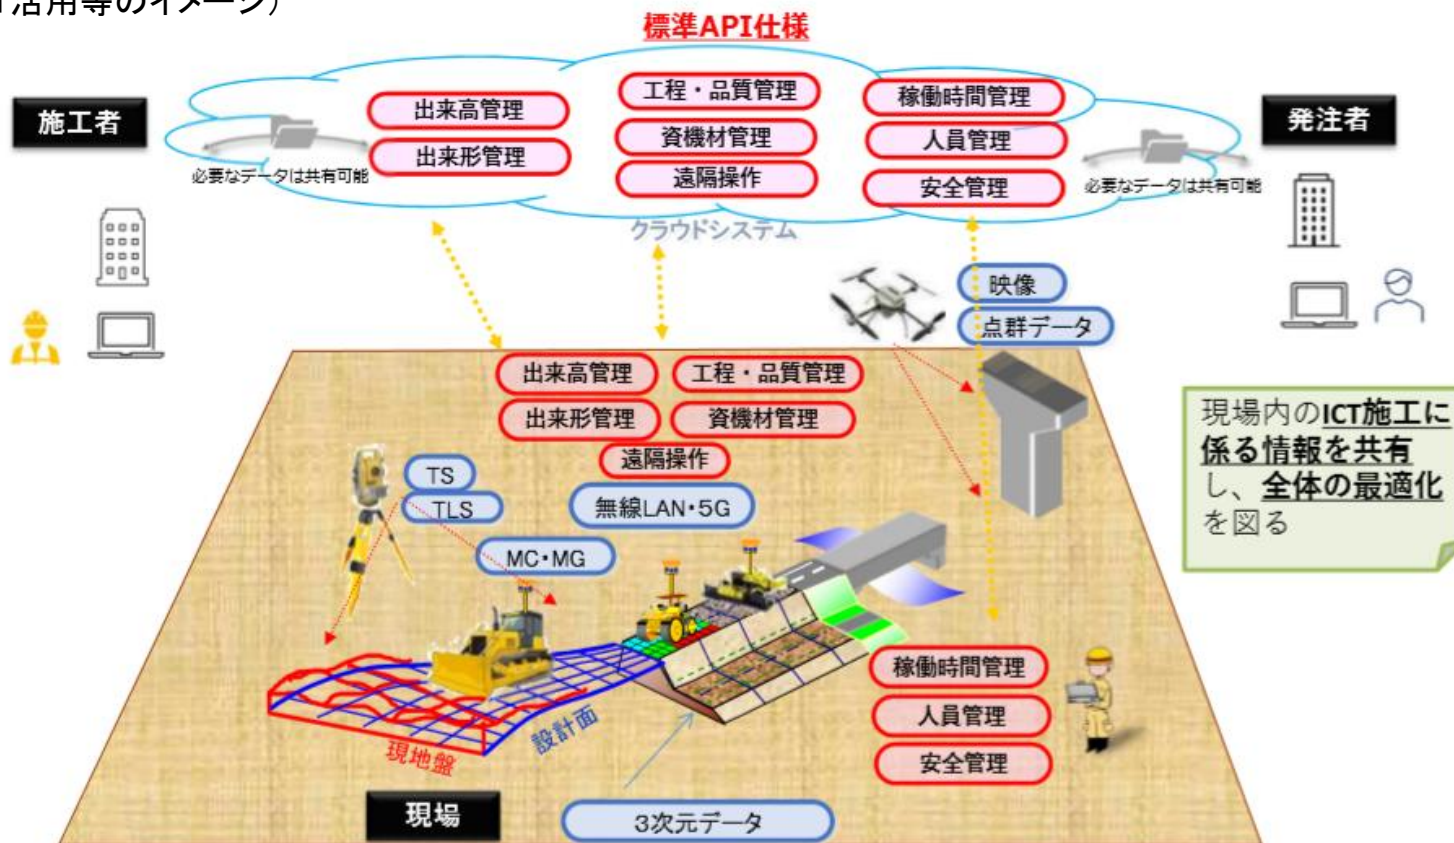 活用等のイメージ）
標準API仕様
施工者
発注者
出来高管理
出来形管理
工程・品質管理
資機材管理
遠隔操作
稼働時間管理
人員管理
安全管理
必要なデータは共有可能
必要なデータは共有可能
クラウドシステム
映像
点群データ
出来高管理
工程・品質管理
出来形管理
資機材管理
遠隔操作
TS
TLS
無線LAN・5G
MC・MG
現場内のICT施工に
係る情報を共有
し、全体の最適化
を図る
稼働時間管理
人員管理
安全管理
設計面
現地盤
現場
3次元データ